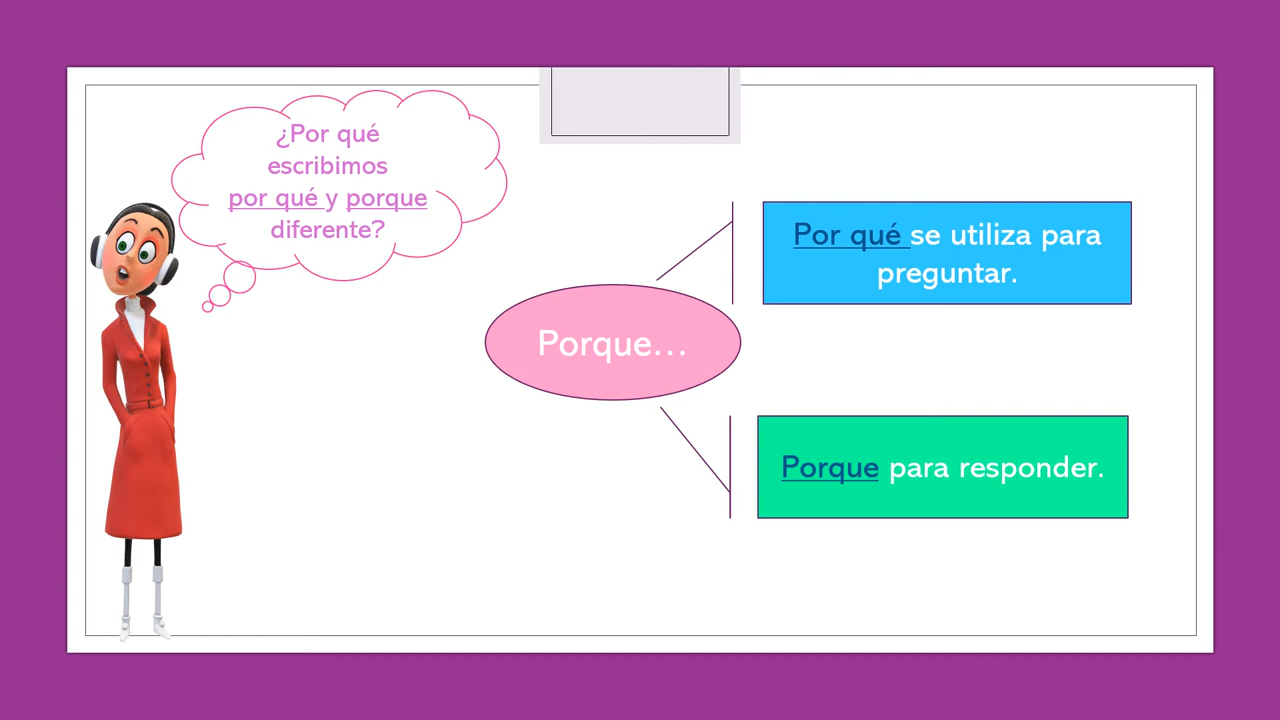 ¿Por qué
escribimos
por qué y porque
diferente?
Porque...
Por qué se utiliza para
preguntar.
Porque para responder.